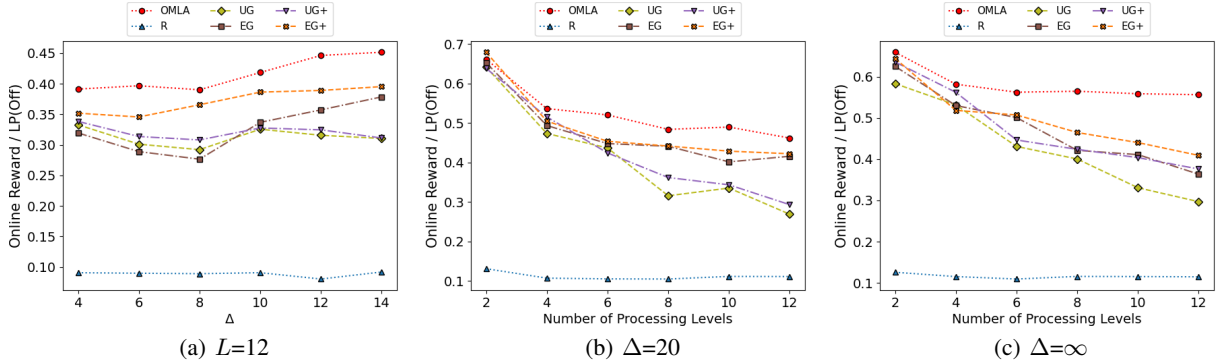 OMLA UG UG+
R EG EG+
Online Reward / LP(Off)
0.45
0.40
0.35
0.30
0.25
0.20
0.15
0.10
4 6 8 10 12 14
Δ
(a) L=12
OMLA UG UG+
R EG EG+
Online Reward / LP(Off)
0.7
0.6
0.5
0.4
0.3
0.2
0.1
2 4 6 8 10 12
Number of Processing Levels
(b) Δ=20
OMLA UG UG+
R EG EG+
Online Reward / LP(Off)
0.6
0.5
0.4
0.3
0.2
0.1
2 4 6 8 10 12
Number of Processing Levels
(c) Δ=∞